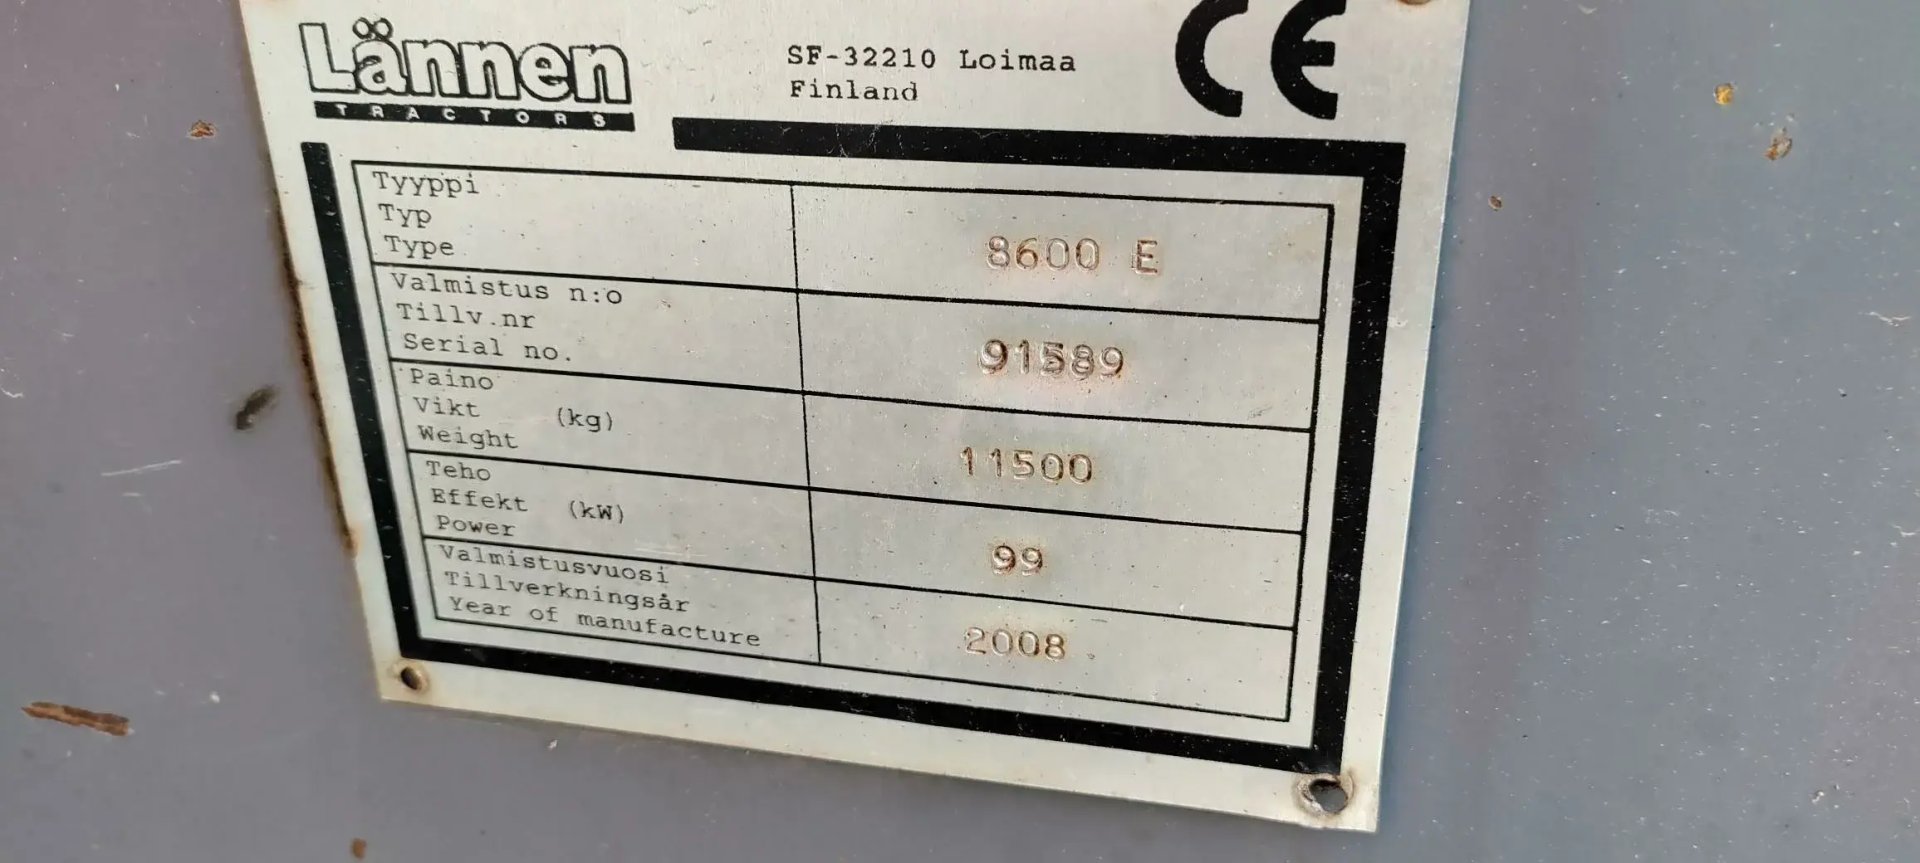 Lännen
TRACTORS
SF-32210 Loimaa
Finland
CE
Tyyppi
Typ
Type
8600 E
Valmistus n:o
Tillv.nr
Serial no.
91589
Paino
Vikt (kg)
Weight
11500
Teho
Effekt (kW)
Power
99
Valmistusvuosi
Tillverkningsår
Year of manufacture
2008